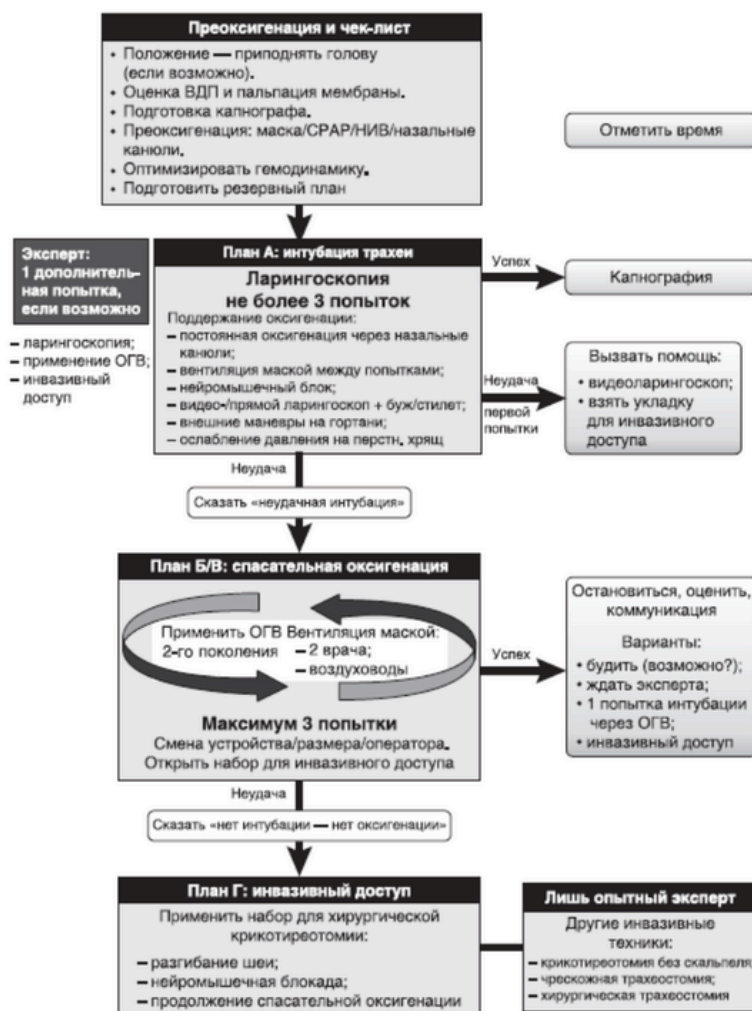 Преоксигенация и чек-лист
• Положение — приподнять голову
(если возможно).
• Оценка ВДП и пальпация мембраны.
• Подготовка капнографа.
• Преоксигенация: маска/CPAP/НИВ/назальные
канюли.
• Оптимизировать гемодинамику.
• Подготовить резервный план
Отметить время
Эксперт:
1 дополнитель-
ная попытка,
если возможно
– ларингоскопия;
– применение ОГВ;
– инвазивный
доступ
План А: интубация трахеи
Ларингоскопия
не более 3 попыток
Поддержание оксигенации:
– постоянная оксигенация через назальные
канюли;
– вентиляция маской между попытками;
– нейромышечный блок;
– видео-/прямой ларингоскоп + буж/стилет;
– внешние маневры на гортани;
– ослабление давления на перстн. хрящ
Успех
Капнография
Неудача
первой
попытки
Вызвать помощь:
• видеоларингоскоп;
• взять укладку
для инвазивного
доступа
Неудача
Сказать «неудачная интубация»
План Б/В: спасательная оксигенация
Применить ОГВ
2-го поколения
Вентиляция маской:
– 2 врача;
– воздуховоды
Максимум 3 попытки
Смена устройства/размера/оператора.
Открыть набор для инвазивного доступа
Успех
Остановиться, оценить,
коммуникация
Варианты:
• будить (возможно?);
• ждать эксперта;
• 1 попытка интубации
через ОГВ;
• инвазивный доступ
Неудача
Сказать «нет интубации — нет оксигенации»
План Г: инвазивный доступ
Применить набор для хирургической
крикотиреотомии:
– разгибание шеи;
– нейромышечная блокада;
– продолжение спасательной оксигенации
Лишь опытный эксперт
Другие инвазивные
техники:
– крикотиреотомия без скальпеля;
– чрескожная трахеостомия;
– хирургическая трахеостомия